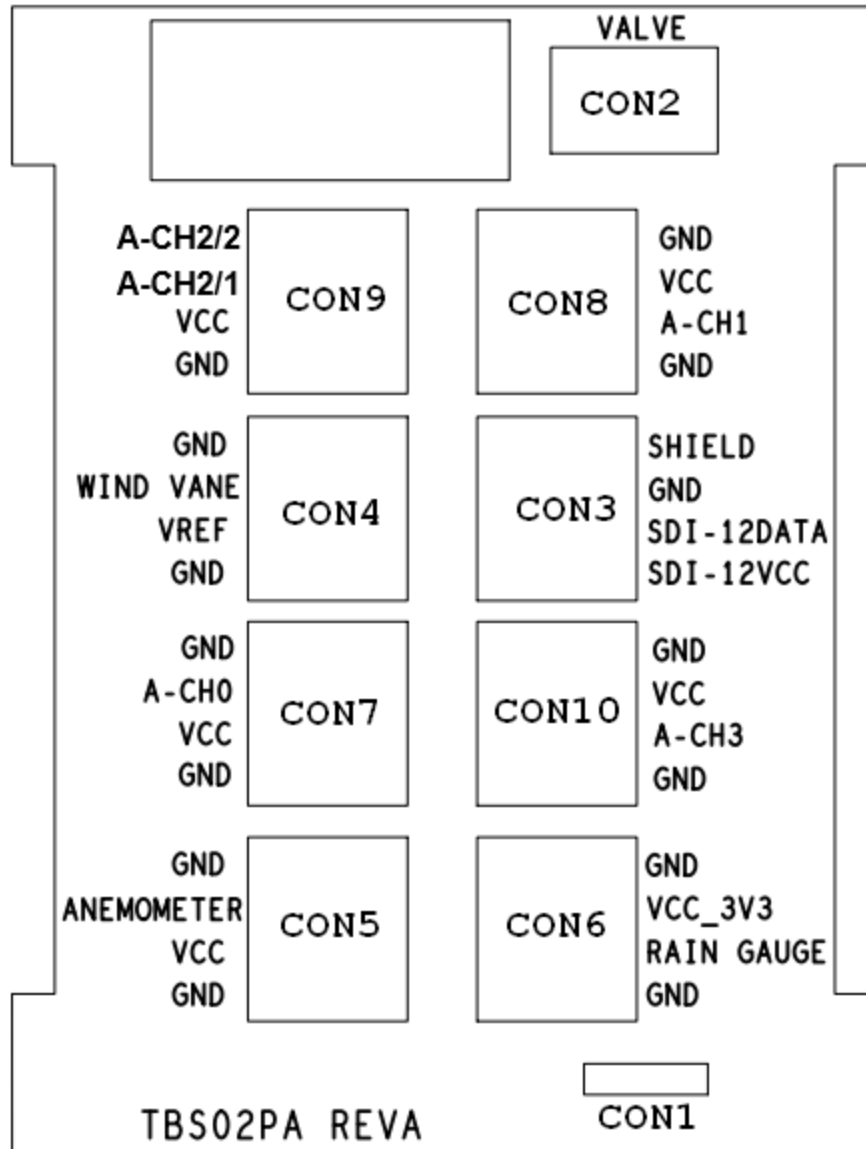 VALVE
CON2
A-CH2/2
A-CH2/1
VCC
GND
CON9
CON8
GND
VCC
A-CH1
GND
GND
WIND VANE
VREF
GND
CON4
CON3
SHIELD
GND
SDI-12DATA
SDI-12VCC
GND
A-CH0
VCC
GND
CON7
CON10
GND
VCC
A-CH3
GND
GND
ANEMOMETER
VCC
GND
CON5
CON6
GND
VCC_3V3
RAIN GAUGE
GND
TBS02PA REVA
CON1